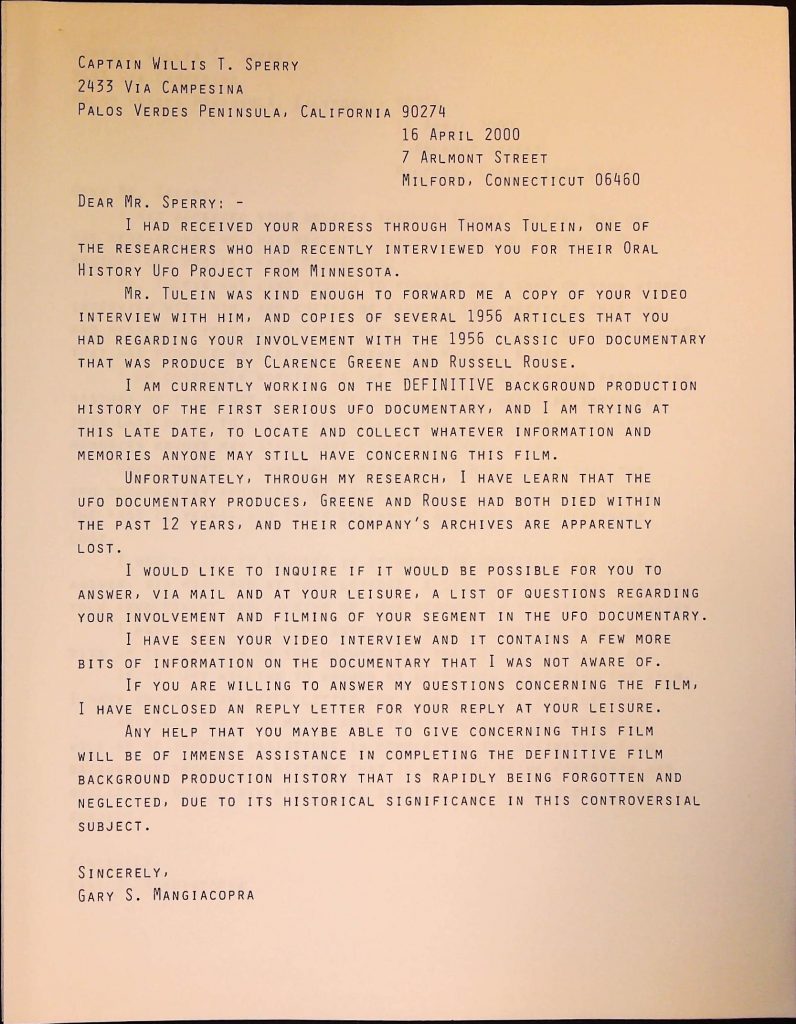 Captain Willis T. Sperry
2433 Via Campesina
Palos Verdes Peninsula, California 90274
16 April 2000
7 Arlmont Street
Milford, Connecticut 06460
Dear Mr. Sperry: -
I had received your address through Thomas Tulein, one of
the researchers who had recently interviewed you for their Oral
History Ufo Project from Minnesota.
Mr. Tulein was kind enough to forward me a copy of your video
interview with him, and copies of several 1956 articles that you
had regarding your involvement with the 1956 classic ufo documentary
that was produce by Clarence Greene and Russell Rouse.
I am currently working on the DEFINITIVE background production
history of the first serious ufo documentary, and I am trying at
this late date, to locate and collect whatever information and
memories anyone may still have concerning this film.
Unfortunately, through my research, I have learn that the
ufo documentary produces, Greene and Rouse had both died within
the past 12 years, and their company's archives are apparently
lost.
I would like to inquire if it would be possible for you to
answer, via mail and at your leisure, a list of questions regarding
your involvement and filming of your segment in the ufo documentary.
I have seen your video interview and it contains a few more
bits of information on the documentary that I was not aware of.
If you are willing to answer my questions concerning the film,
I have enclosed an reply letter for your reply at your leisure.
Any help that you maybe able to give concerning this film
will be of immense assistance in completing the definitive film
background production history that is rapidly being forgotten and
neglected, due to its historical significance in this controversial
subject.
Sincerely,
Gary S. Mangiacopra